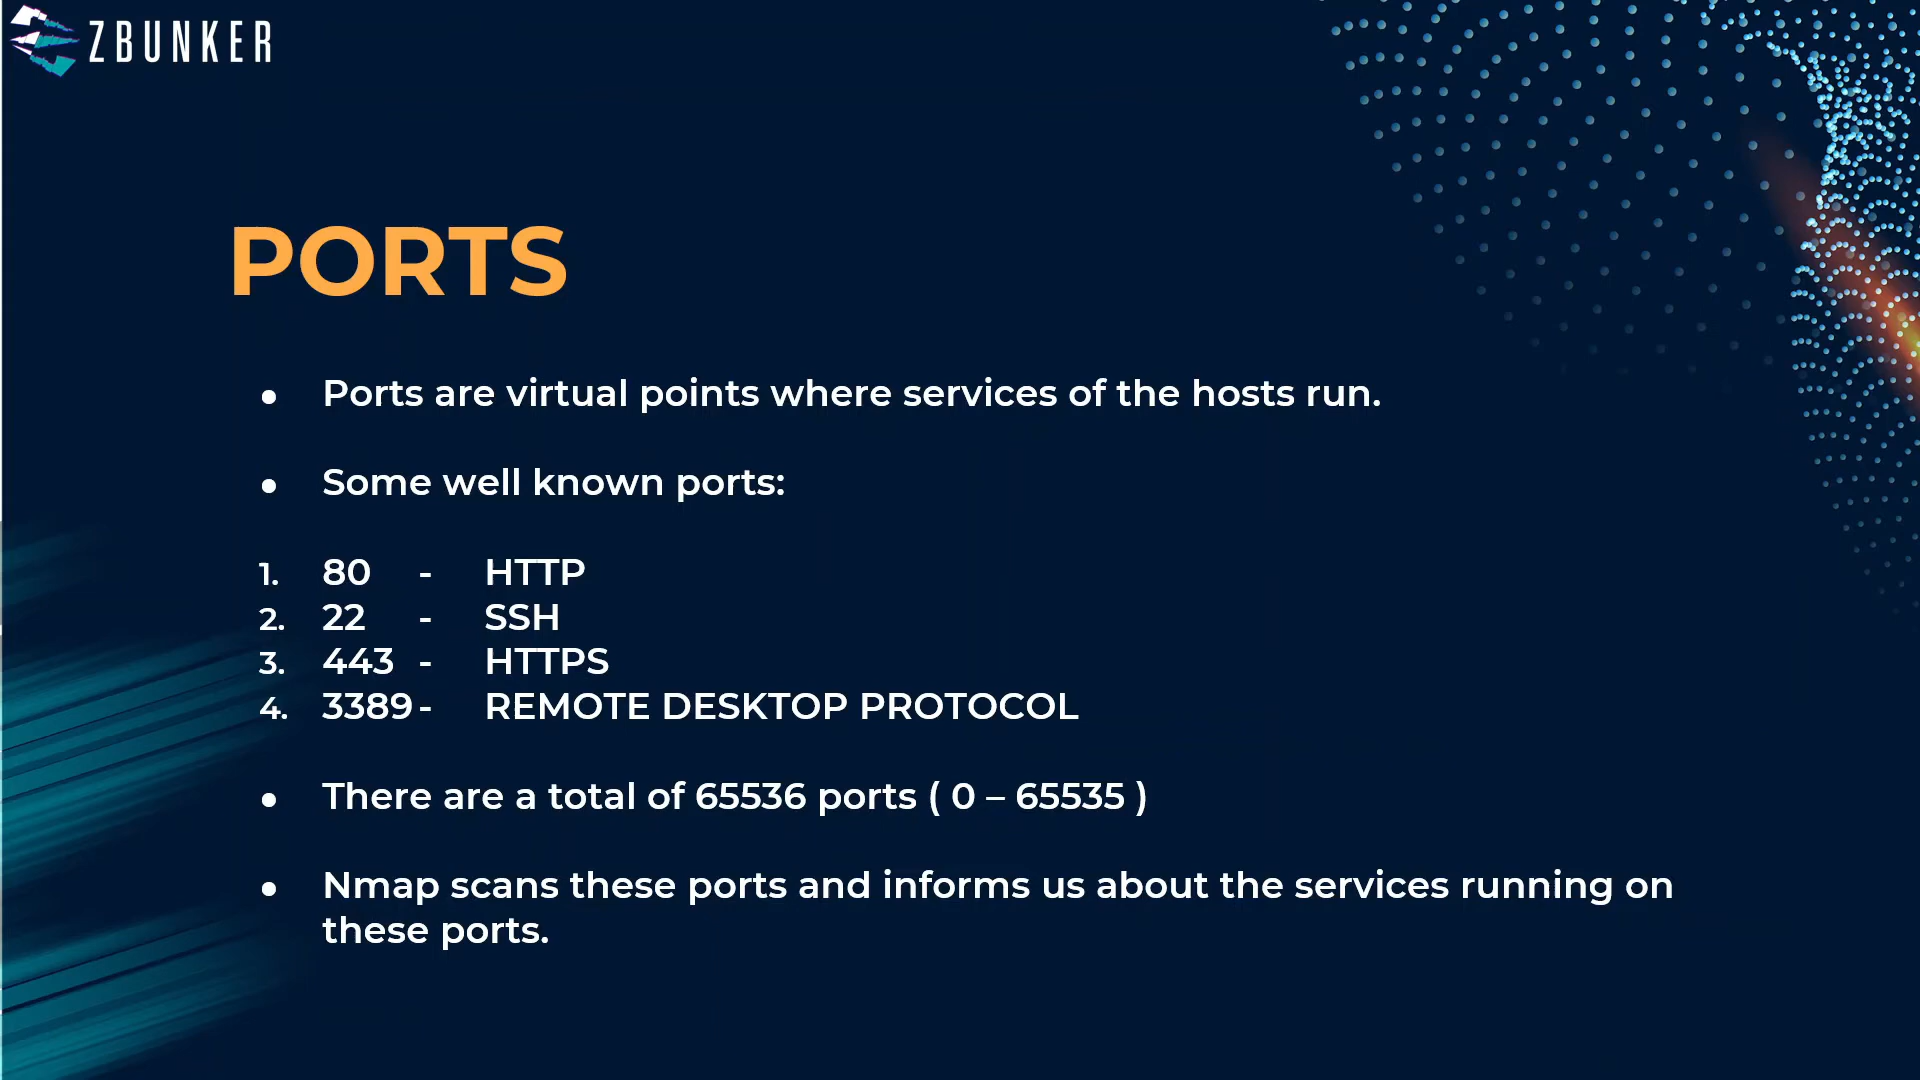 ZBUNKER
PORTS
● Ports are virtual points where services of the hosts run.
● Some well known ports:
1. 80 - HTTP
2. 22 - SSH
3. 443 - HTTPS
4. 3389 - REMOTE DESKTOP PROTOCOL
● There are a total of 65536 ports ( 0 – 65535 )
● Nmap scans these ports and informs us about the services running on
these ports.